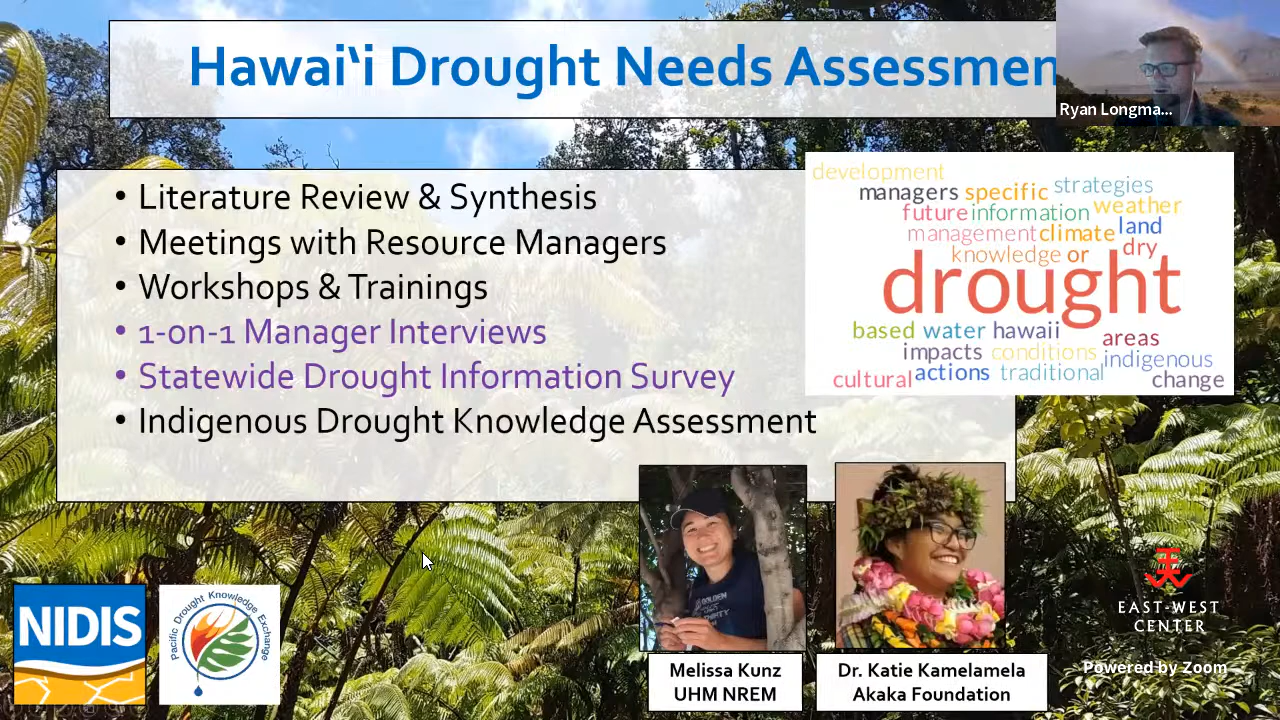 Hawai‘i Drought Needs Assessmen
Ryan Longma...
• Literature Review & Synthesis
• Meetings with Resource Managers
• Workshops & Trainings
• 1-on-1 Manager Interviews
• Statewide Drought Information Survey
• Indigenous Drought Knowledge Assessment
development
managers specific strategies
future information weather
management climate land
knowledge or dry
drought
based water hawaii areas
impacts conditions indigenous
cultural actions traditional change
NIDIS
Pacific Drought Knowledge Exchange
Melissa Kunz
UHM NREM
Dr. Katie Kamelamela
Akaka Foundation
EAST-WEST
CENTER
Powered by Zoom